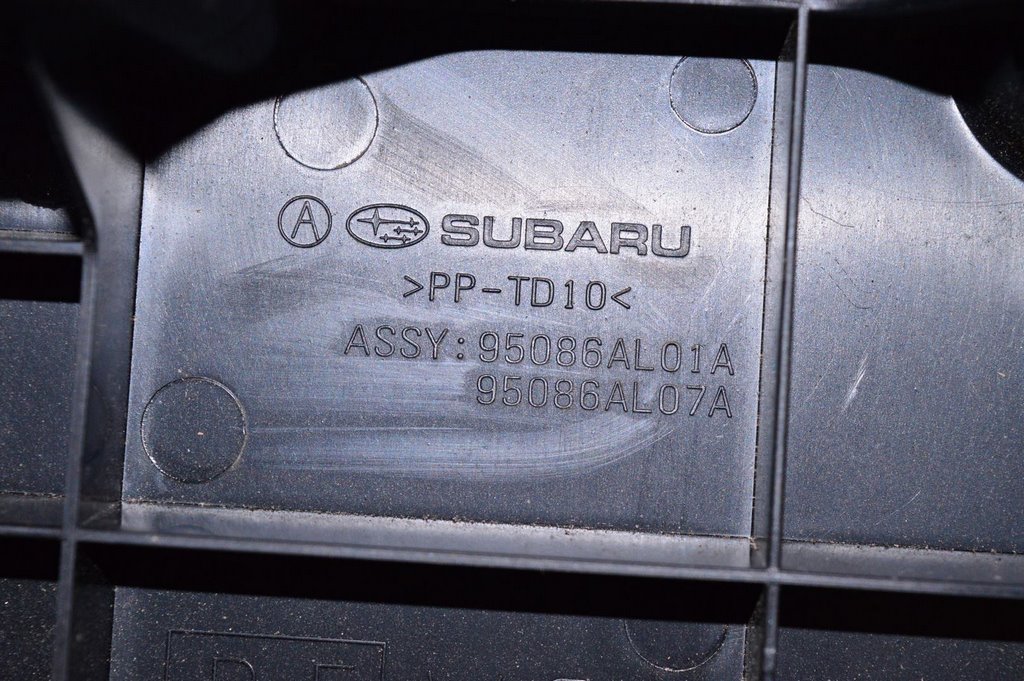 A SUBARU
>PP-TD10<
ASSY: 95086AL01A
95086AL07A